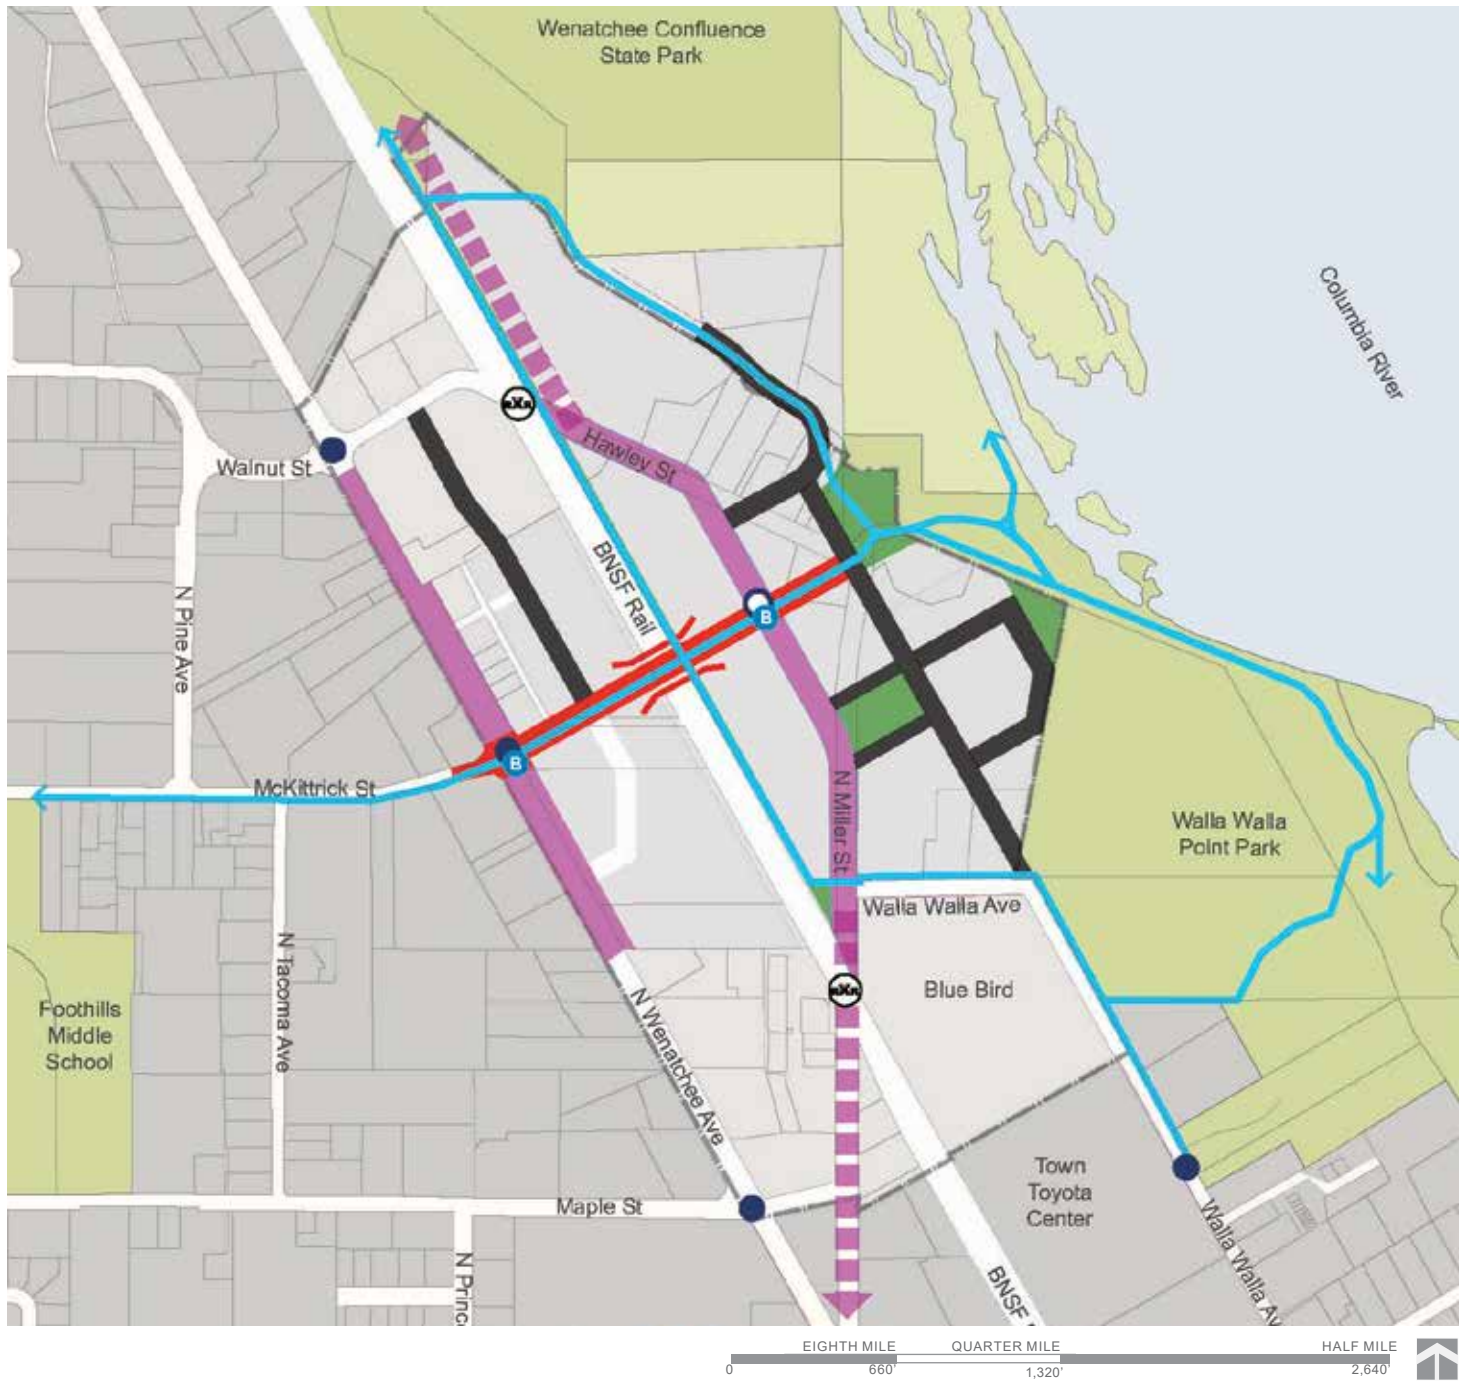 Wenatchee Confluence
State Park
Columbia River
Hawley St
Walnut St
BNSF Rail
N Pine Ave
B
B
McKittrick St
N Miller St
Walla Walla
Point Park
Walla Walla Ave
Blue Bird
N Tacoma Ave
Foothills
Middle
School
N Wenatchee Ave
Town
Toyota
Center
Maple St
Walla Walla Av
N Princ
BNSF
EIGHTH MILE QUARTER MILE HALF MILE
0 660' 1,320' 2,640'